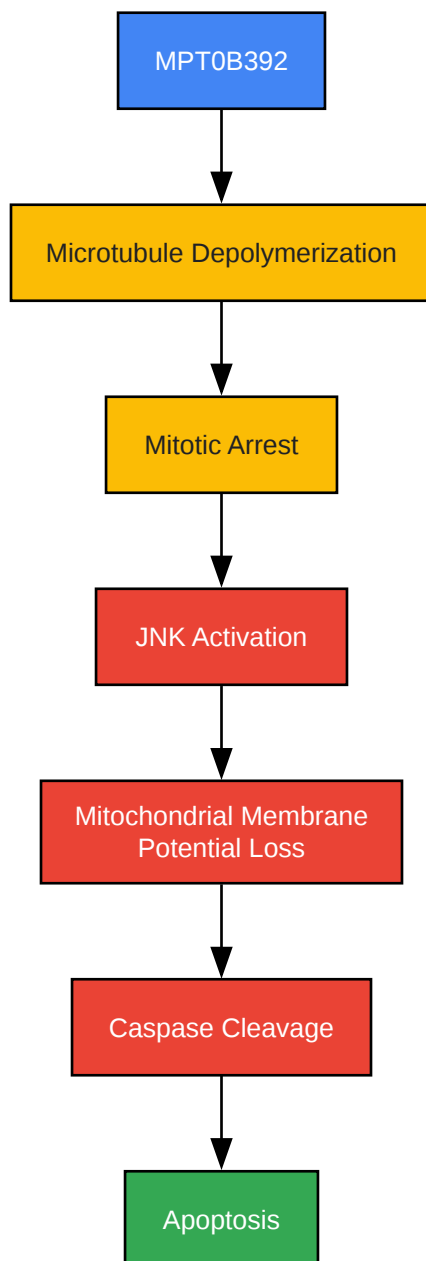 MPT0B392
Microtubule Depolymerization
Mitotic Arrest
JNK Activation
Mitochondrial Membrane
Potential Loss
Caspase Cleavage
Apoptosis